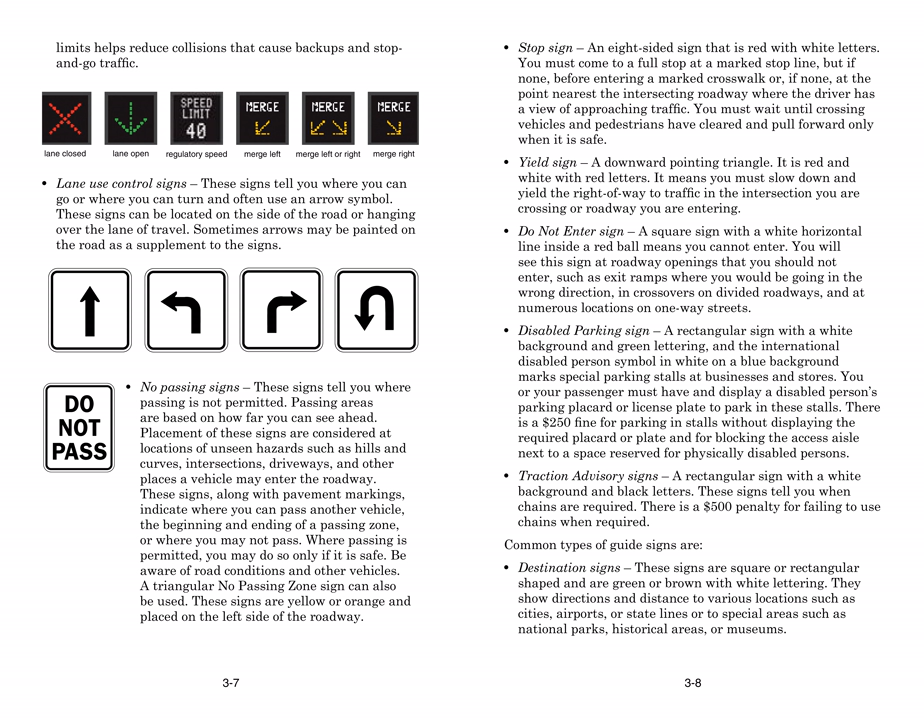 limits helps reduce collisions that cause backups and stop-
and-go traffic.
SPEED
LIMIT
40
MERGE
MERGE
MERGE
lane closed
lane open
regulatory speed
merge left
merge left or right
merge right
• Lane use control signs – These signs tell you where you can
go or where you can turn and often use an arrow symbol.
These signs can be located on the side of the road or hanging
over the lane of travel. Sometimes arrows may be painted on
the road as a supplement to the signs.
DO
NOT
PASS
• No passing signs – These signs tell you where
passing is not permitted. Passing areas
are based on how far you can see ahead.
Placement of these signs are considered at
locations of unseen hazards such as hills and
curves, intersections, driveways, and other
places a vehicle may enter the roadway.
These signs, along with pavement markings,
indicate where you can pass another vehicle,
the beginning and ending of a passing zone,
or where you may not pass. Where passing is
permitted, you may do so only if it is safe. Be
aware of road conditions and other vehicles.
A triangular No Passing Zone sign can also
be used. These signs are yellow or orange and
placed on the left side of the roadway.
3-7
• Stop sign – An eight-sided sign that is red with white letters.
You must come to a full stop at a marked stop line, but if
none, before entering a marked crosswalk or, if none, at the
point nearest the intersecting roadway where the driver has
a view of approaching traffic. You must wait until crossing
vehicles and pedestrians have cleared and pull forward only
when it is safe.
• Yield sign – A downward pointing triangle. It is red and
white with red letters. It means you must slow down and
yield the right-of-way to traffic in the intersection you are
crossing or roadway you are entering.
• Do Not Enter sign – A square sign with a white horizontal
line inside a red ball means you cannot enter. You will
see this sign at roadway openings that you should not
enter, such as exit ramps where you would be going in the
wrong direction, in crossovers on divided roadways, and at
numerous locations on one-way streets.
• Disabled Parking sign – A rectangular sign with a white
background and green lettering, and the international
disabled person symbol in white on a blue background
marks special parking stalls at businesses and stores. You
or your passenger must have and display a disabled person's
parking placard or license plate to park in these stalls. There
is a $250 fine for parking in stalls without displaying the
required placard or plate and for blocking the access aisle
next to a space reserved for physically disabled persons.
• Traction Advisory signs – A rectangular sign with a white
background and black letters. These signs tell you when
chains are required. There is a $500 penalty for failing to use
chains when required.
Common types of guide signs are:
• Destination signs – These signs are square or rectangular
shaped and are green or brown with white lettering. They
show directions and distance to various locations such as
cities, airports, or state lines or to special areas such as
national parks, historical areas, or museums.
3-8